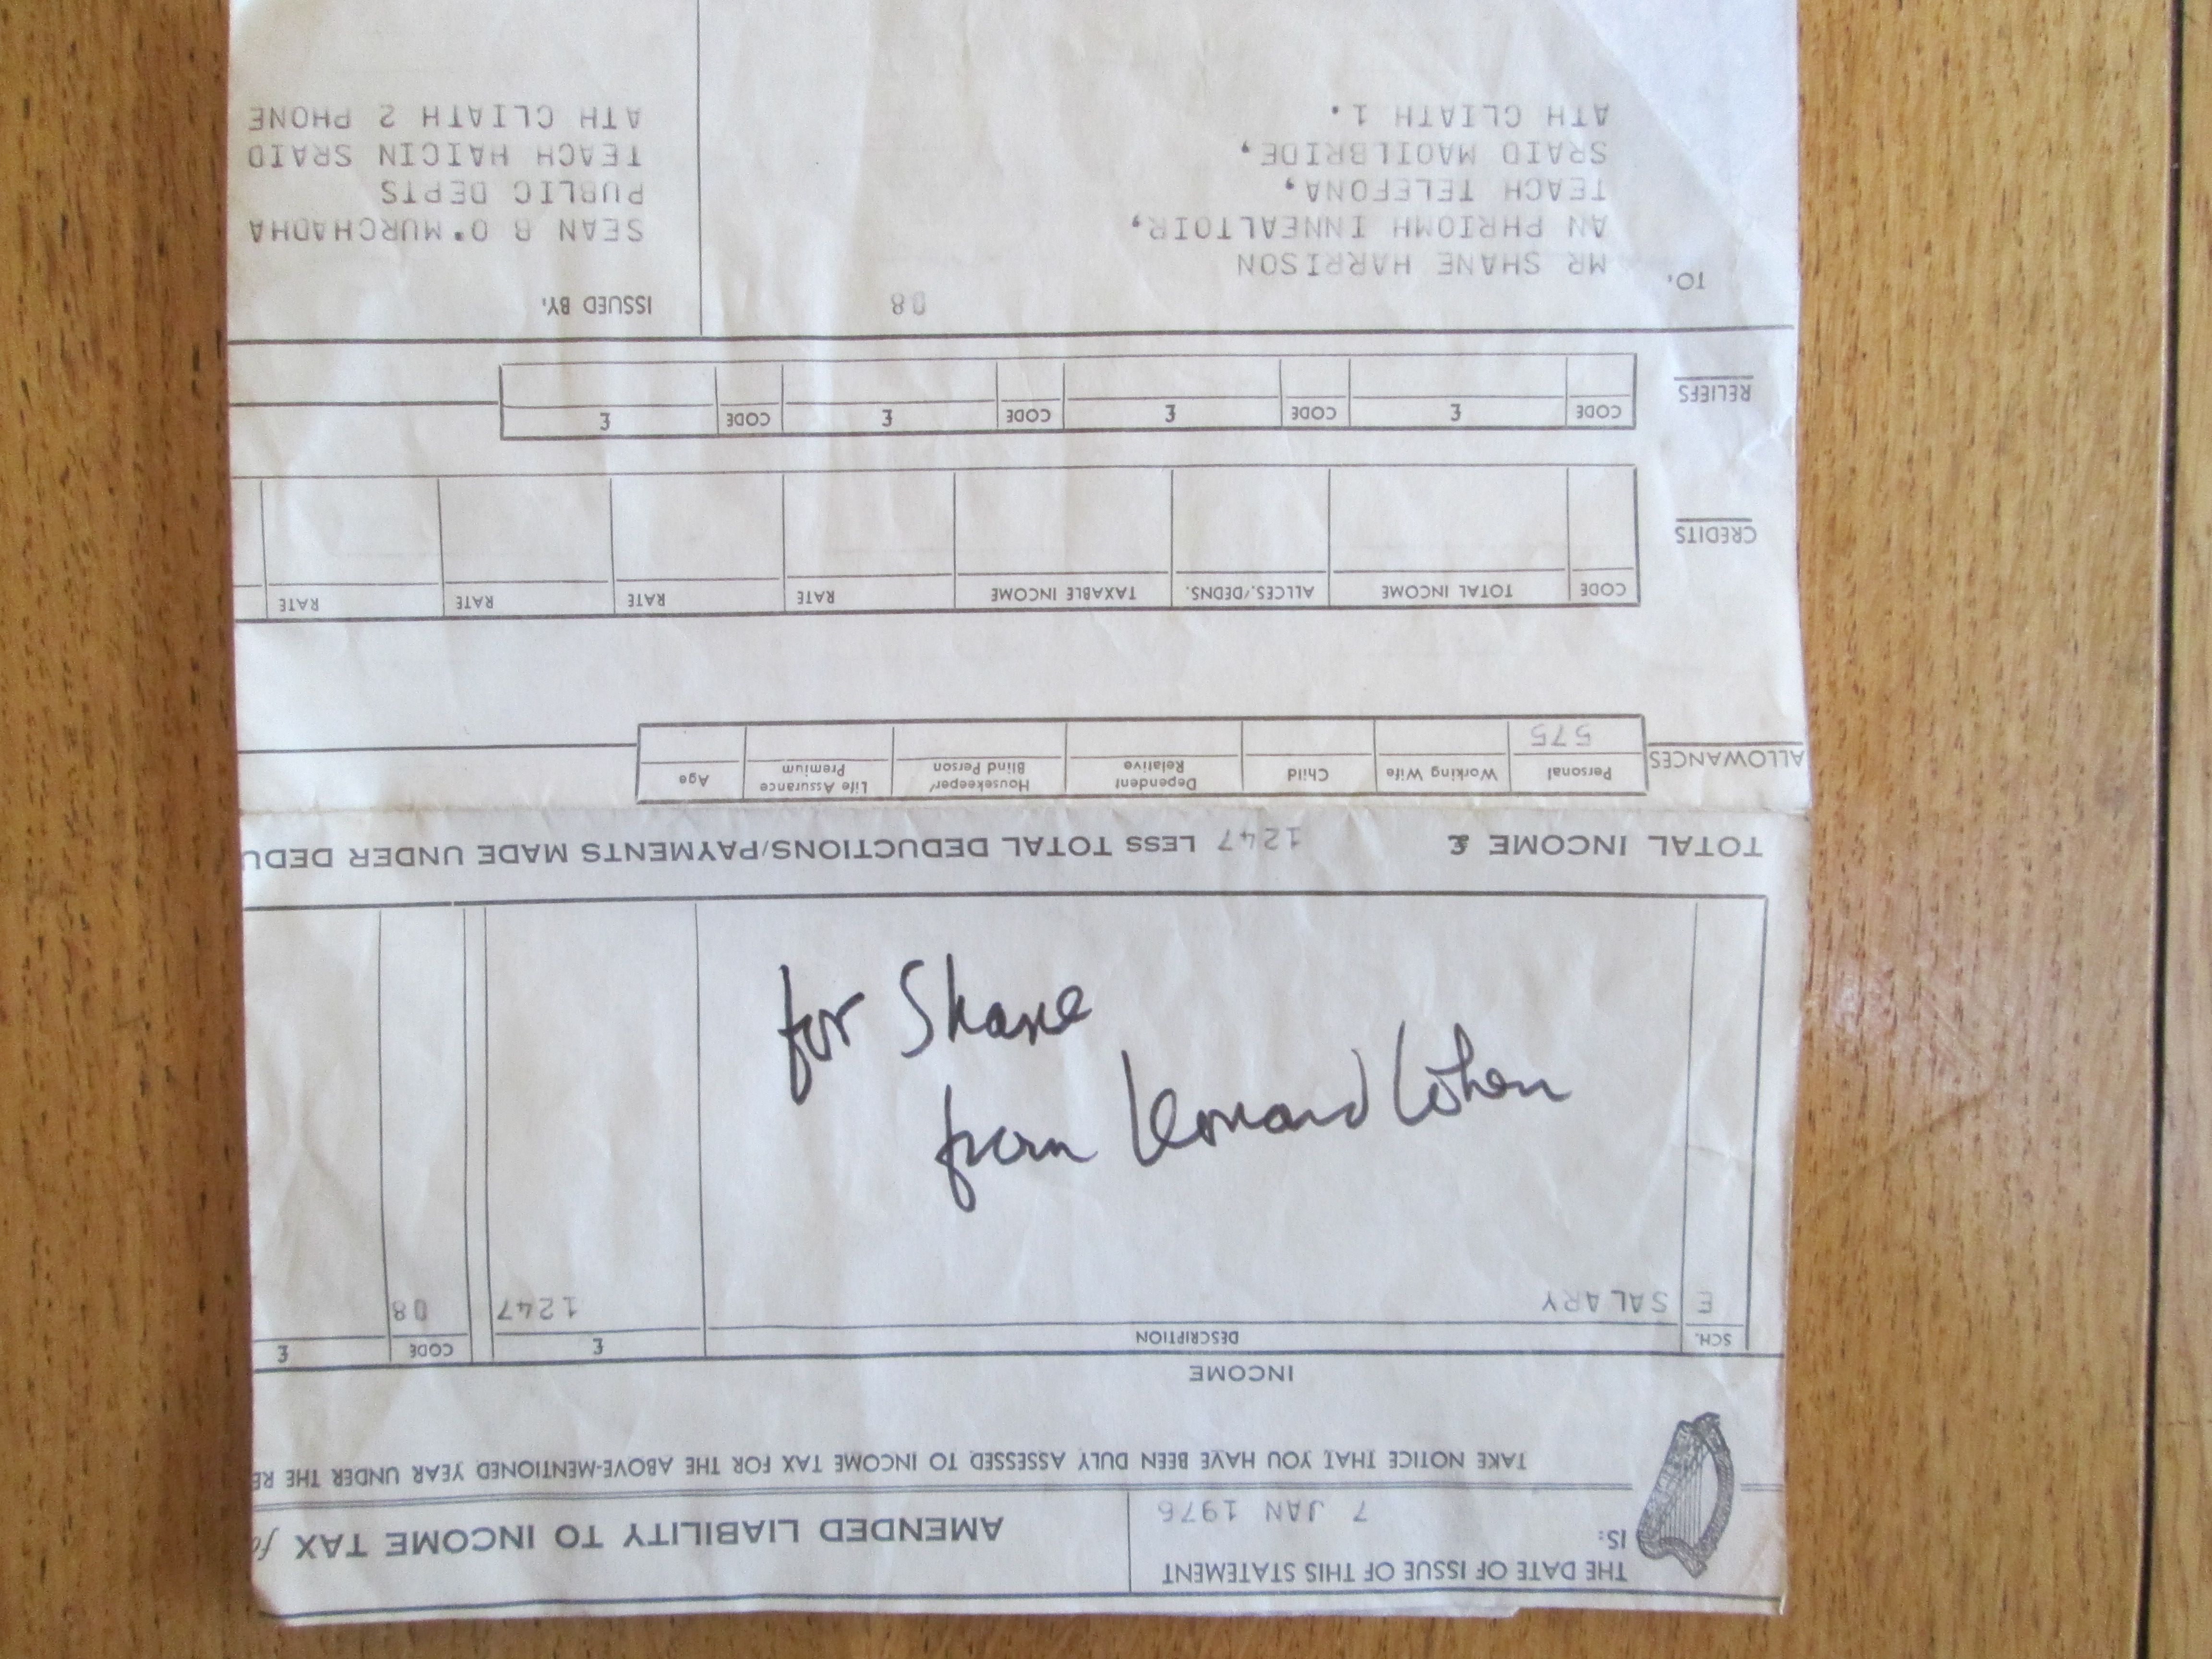 THE DATE OF ISSUE OF THIS STATEMENT
IS:
7 JAN 1976
AMENDED LIABILITY TO INCOME TAX
TAKE NOTICE THAT YOU HAVE BEEN DULY ASSESSED TO INCOME TAX FOR THE ABOVE-MENTIONED YEAR UNDER THE RE
INCOME
SCH. DESCRIPTION £ CODE £
E SALARY 1247 08
for Shane
from Leonard Cohen
TOTAL INCOME £ 1247 LESS TOTAL DEDUCTIONS/PAYMENTS MADE UNDER DEDU
ALLOWANCES
Personal Working Wife Child Dependent Relative Housekeeper/ Blind Person Life Assurance Premium Age
575
CREDITS
CODE TOTAL INCOME ALLCES./DEDNS. TAXABLE INCOME RATE RATE RATE RATE
RELIEFS
CODE £ CODE £ CODE £ CODE £
TO. 08
MR SHANE HARRISON
AN PHRIOMH INNEALTOIR,
TEACH TELEFONA,
SRAID MAOILBRIDE,
ATH CLIATH 1.
ISSUED BY.
SEAN B O'MURCHADHA
PUBLIC DEPTS
TEACH HAICIN SRAID
ATH CLIATH 2 PHONE